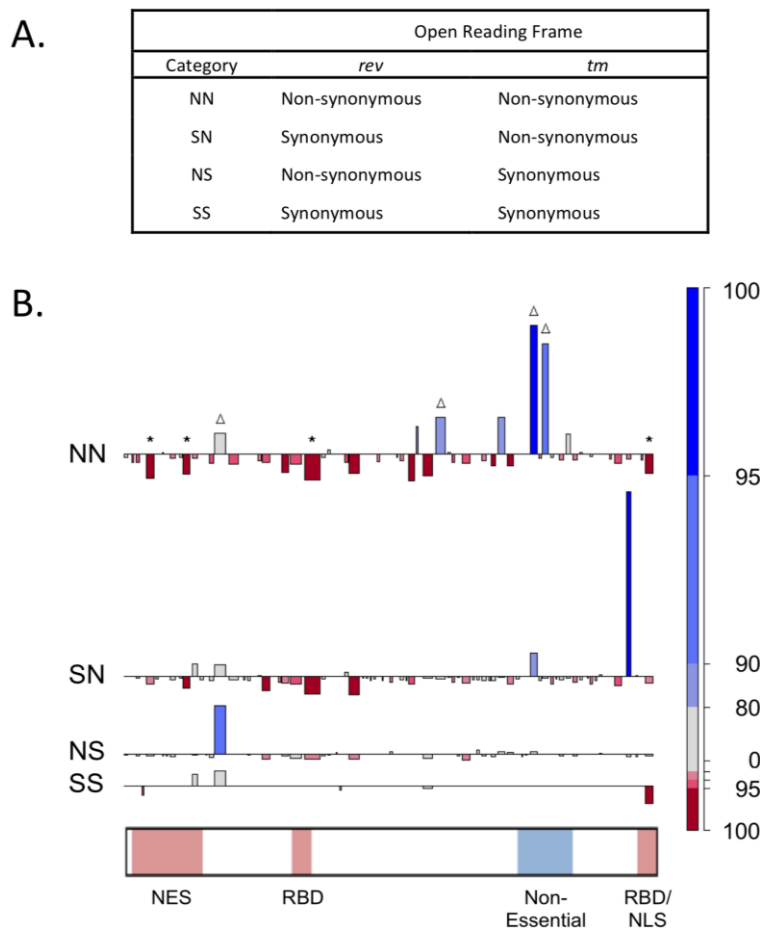 A.
Open Reading Frame
Category rev tm
NN Non-synonymous Non-synonymous
SN Synonymous Non-synonymous
NS Non-synonymous Synonymous
SS Synonymous Synonymous
B.
100
Δ
Δ
Δ
Δ
* * * *
NN
95
SN
90
80
NS
0
SS
95
100
NES RBD Non- RBD/
Essential NLS